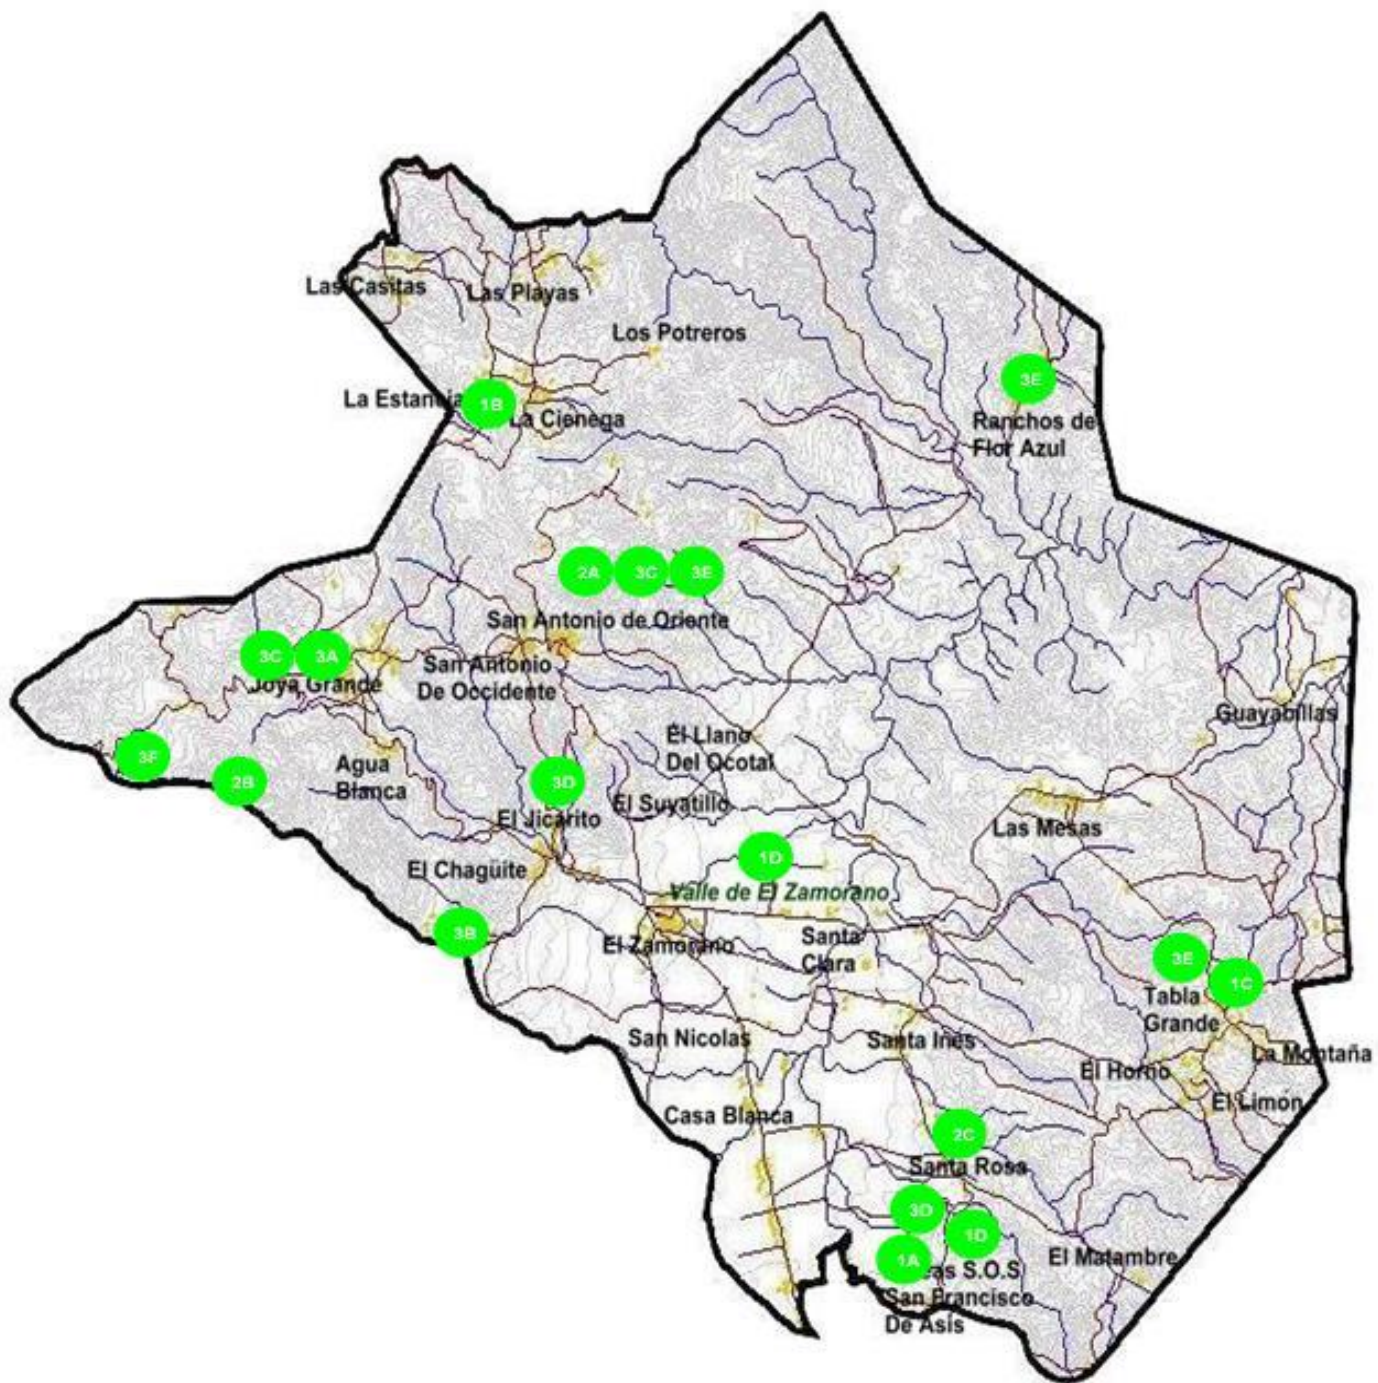 Las Casitas
Las Playas
Los Potreros
3E
La Estancia
1B
La Cienega
Ranchos de
Flor Azul
2A
3C
3E
San Antonio de Oriente
3C
3A
San Antonio
De Occidente
Joya Grande
Guayabillas
3F
2B
Agua
Blanca
3D
El Llano
Del Ocotal
El Suyatillo
El Jicarito
Las Mesas
1D
El Chagüite
Valle de El Zamorano
3B
El Zamorano
Santa
Clara
3E
1C
Tabla
Grande
San Nicolas
Santa Inés
La Montaña
El Horno
El Limón
Casa Blanca
2C
Santa Rosa
3D
1D
1A
S.O.S
El Matambre
San Francisco
De Asís